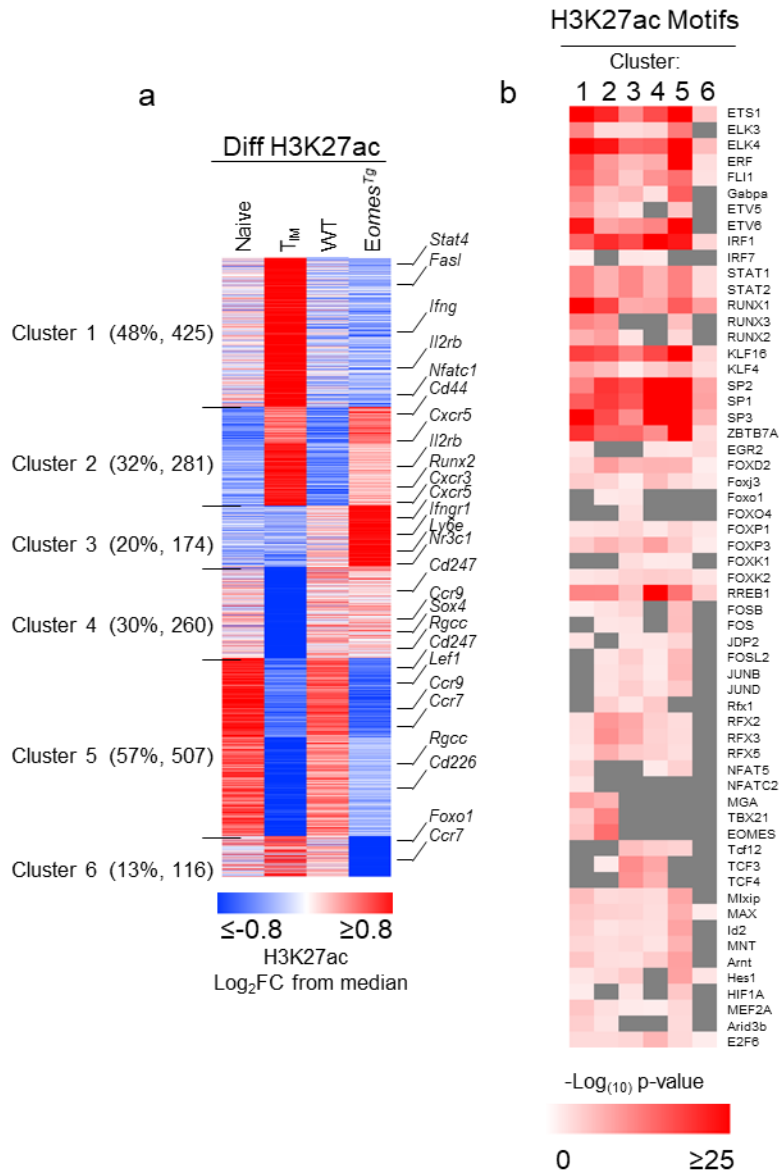 H3K27ac Motifs
Cluster:
a
b
1 2 3 4 5 6
Diff H3K27ac
Naive
TIM
WT
EomesTg
Stat4
Fasl
Ifng
Il2rb
Nfatc1
Cd44
Cxcr5
Il2rb
Runx2
Cxcr3
Cxcr5
Ifngr1
Ly6e
Nr3c1
Cd247
Ccr9
Sox4
Rgcc
Cd247
Lef1
Ccr9
Ccr7
Rgcc
Cd226
Foxo1
Ccr7
Cluster 1 (48%, 425)
Cluster 2 (32%, 281)
Cluster 3 (20%, 174)
Cluster 4 (30%, 260)
Cluster 5 (57%, 507)
Cluster 6 (13%, 116)
≤-0.8 ≥0.8
H3K27ac
Log2FC from median
ETS1
ELK3
ELK4
ERF
FLI1
Gabpa
ETV5
ETV6
IRF1
IRF7
STAT1
STAT2
RUNX1
RUNX3
RUNX2
KLF16
KLF4
SP2
SP1
SP3
ZBTB7A
EGR2
FOXD2
Foxj3
Foxo1
FOXO4
FOXP1
FOXP3
FOXK1
FOXK2
RREB1
FOSB
FOS
JDP2
FOSL2
JUNB
JUND
Rfx1
RFX2
RFX3
RFX5
NFAT5
NFATC2
MGA
TBX21
EOMES
Tcf12
TCF3
TCF4
Mlxip
MAX
Id2
MNT
Arnt
Hes1
HIF1A
MEF2A
Arid3b
E2F6
-Log(10) p-value
0 ≥25